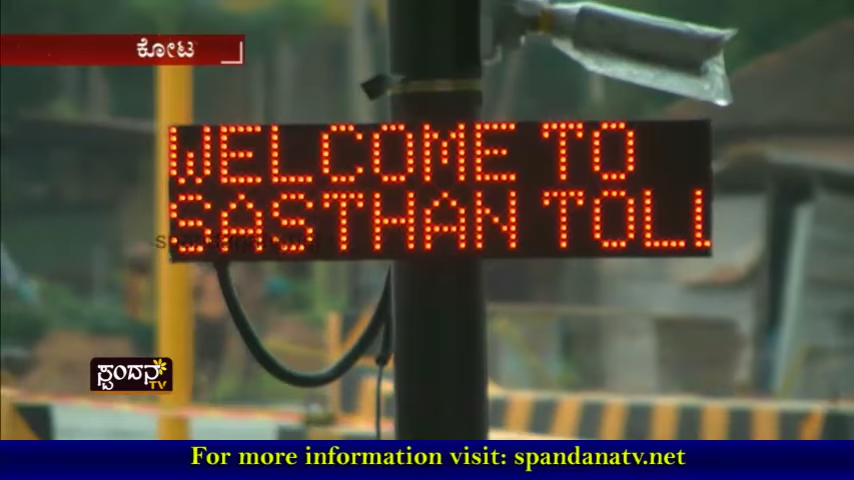 ಕೋಟ
WELCOME TO
SASTHAN TOLL
ಸ್ಪಂದನ
TV
For more information visit: spandanatv.net